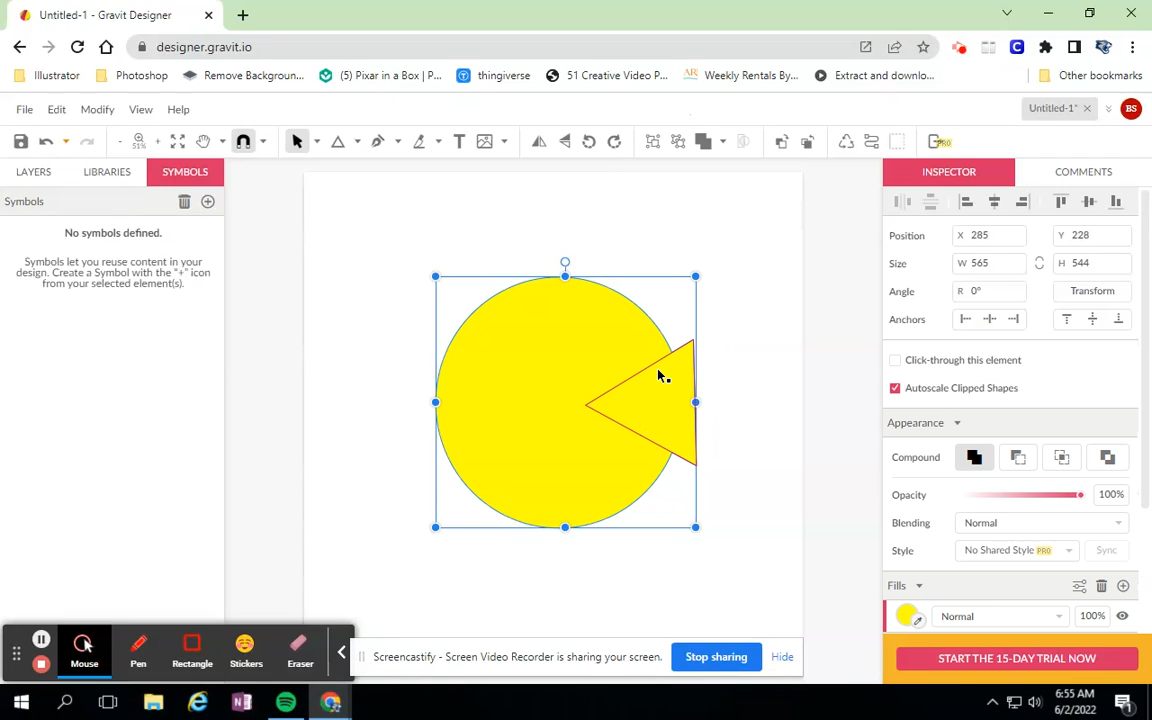 Untitled-1 - Gravit Designer
designer.gravit.io
Illustrator
Photoshop
Remove Backgroun...
(5) Pixar in a Box | P...
thingiverse
51 Creative Video P...
AR Weekly Rentals By...
Extract and downlo...
Other bookmarks
File Edit Modify View Help
Untitled-1*
BS
51%
PRO
LAYERS LIBRARIES SYMBOLS
INSPECTOR COMMENTS
Symbols
No symbols defined.
Symbols let you reuse content in your
design. Create a Symbol with the "+" icon
from your selected element(s).
Position X 285 Y 228
Size W 565 H 544
Angle R 0° Transform
Anchors
Click-through this element
Autoscale Clipped Shapes
Appearance
Compound
Opacity 100%
Blending Normal
Style No Shared Style PRO Sync
Fills
Normal 100%
START THE 15-DAY TRIAL NOW
Mouse Pen Rectangle Stickers Eraser
Screencastify - Screen Video Recorder is sharing your screen. Stop sharing Hide
6:55 AM
6/2/2022
1